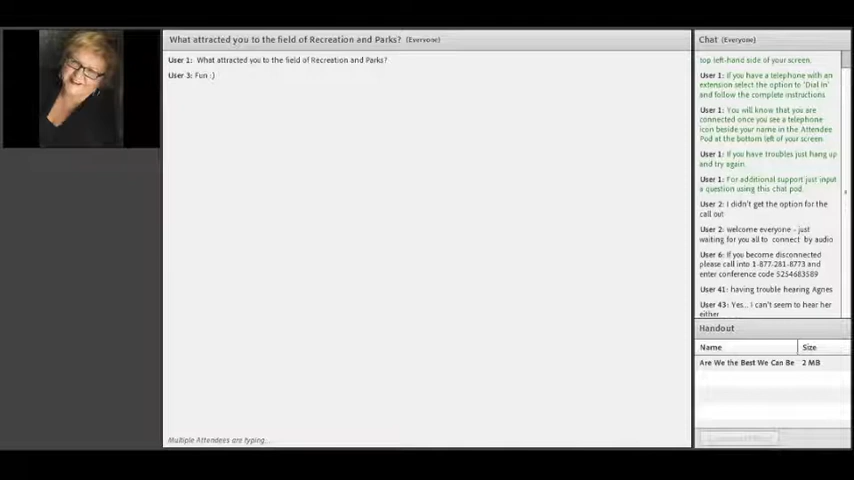 What attracted you to the field of Recreation and Parks? (Everyone)
User 1: What attracted you to the field of Recreation and Parks?
User 3: Fun :)
Multiple Attendees are typing...
Chat (Everyone)
top left-hand side of your screen.
User 1: If you have a telephone with an
extension select the option to 'Dial In'
and follow the complete instructions
User 1: You will know that you are
connected once you see a telephone
icon beside your name in the Attendee
Pod at the bottom left of your screen
User 1: If you have troubles just hang up
and try again.
User 1: For additional support just input
a question using this chat pod.
User 2: I didn't get the option for the
call out
User 2: welcome everyone - just
waiting for you all to connect by audio
User 6: If you become disconnected
please call into 1-877-281-8773 and
enter conference code 5254683589
User 41: having trouble hearing Agnes
User 43: Yes... I can't seem to hear her
either
Handout
Name Size
Are We the Best We Can Be 2 MB